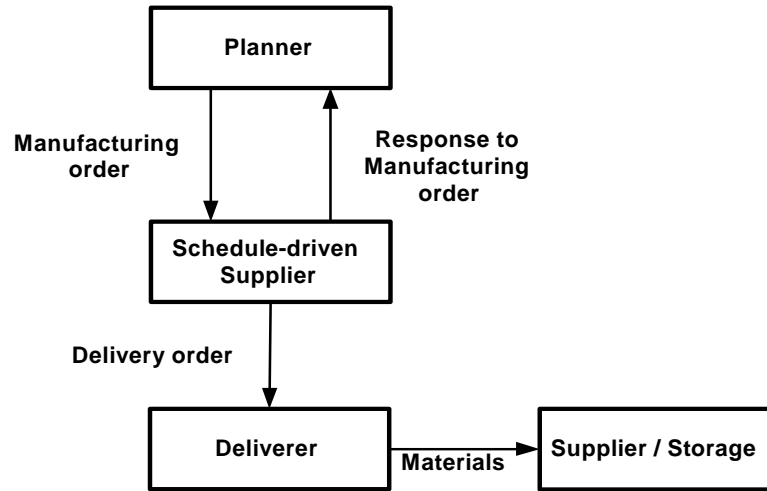 Planner
Manufacturing
order
Response to
Manufacturing
order
Schedule-driven
Supplier
Delivery order
Deliverer
Materials
Supplier / Storage